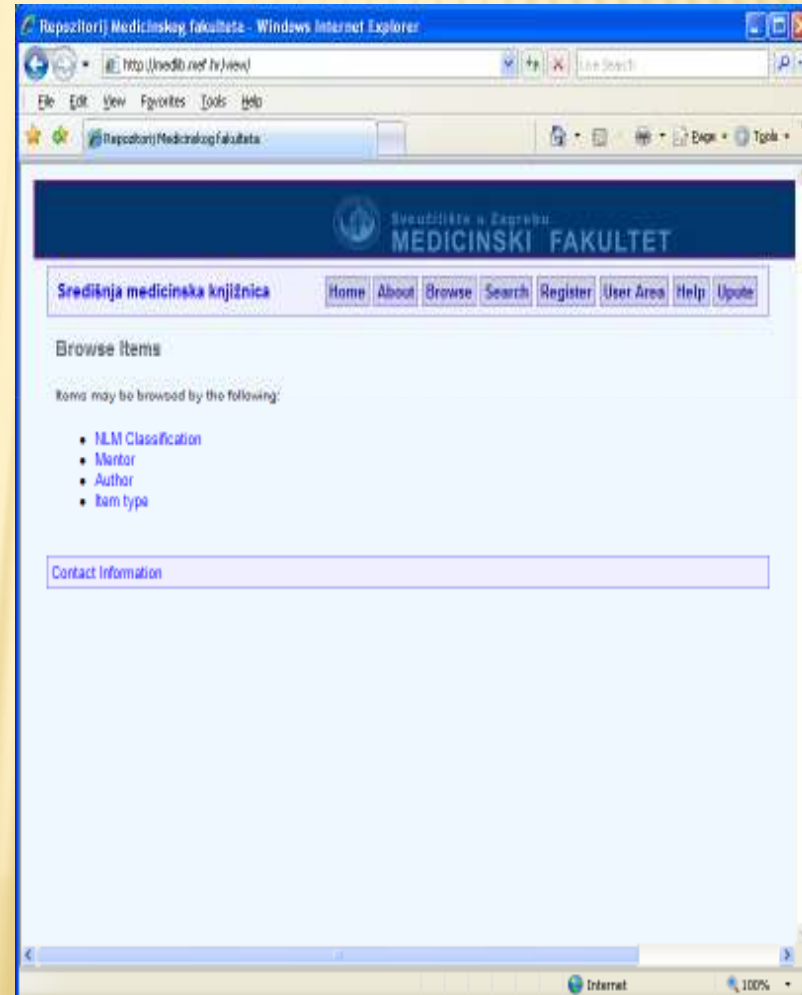 Repozitorij Medicinskog fakulteta - Windows Internet Explorer
http://medlib.mef.hr/view/
Live Search
File Edit View Favorites Tools Help
Repozitorij Medicinskog fakulteta
Page Tools
Sveučilište u Zagrebu
MEDICINSKI FAKULTET
Središnja medicinska knjižnica
Home About Browse Search Register User Area Help Upute
Browse Items
Items may be browsed by the following:
NLM Classification
Mentor
Author
Item type
Contact Information
Internet 100%